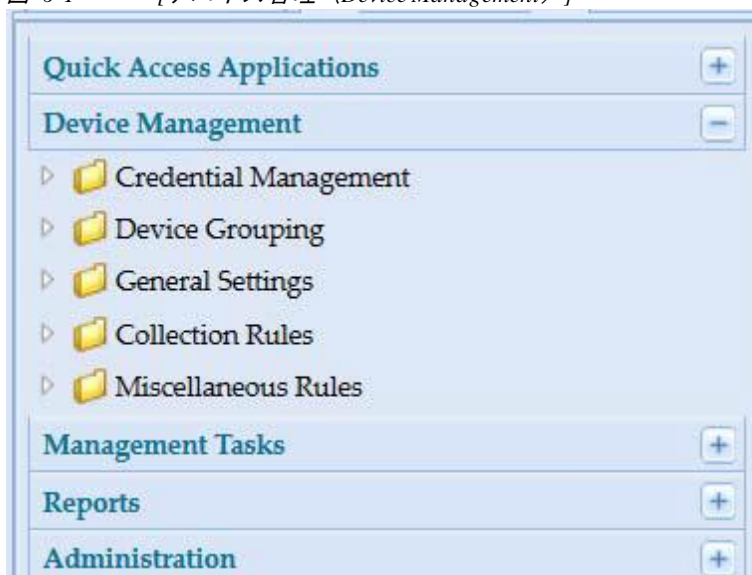 Quick Access Applications
Device Management
Credential Management
Device Grouping
General Settings
Collection Rules
Miscellaneous Rules
Management Tasks
Reports
Administration